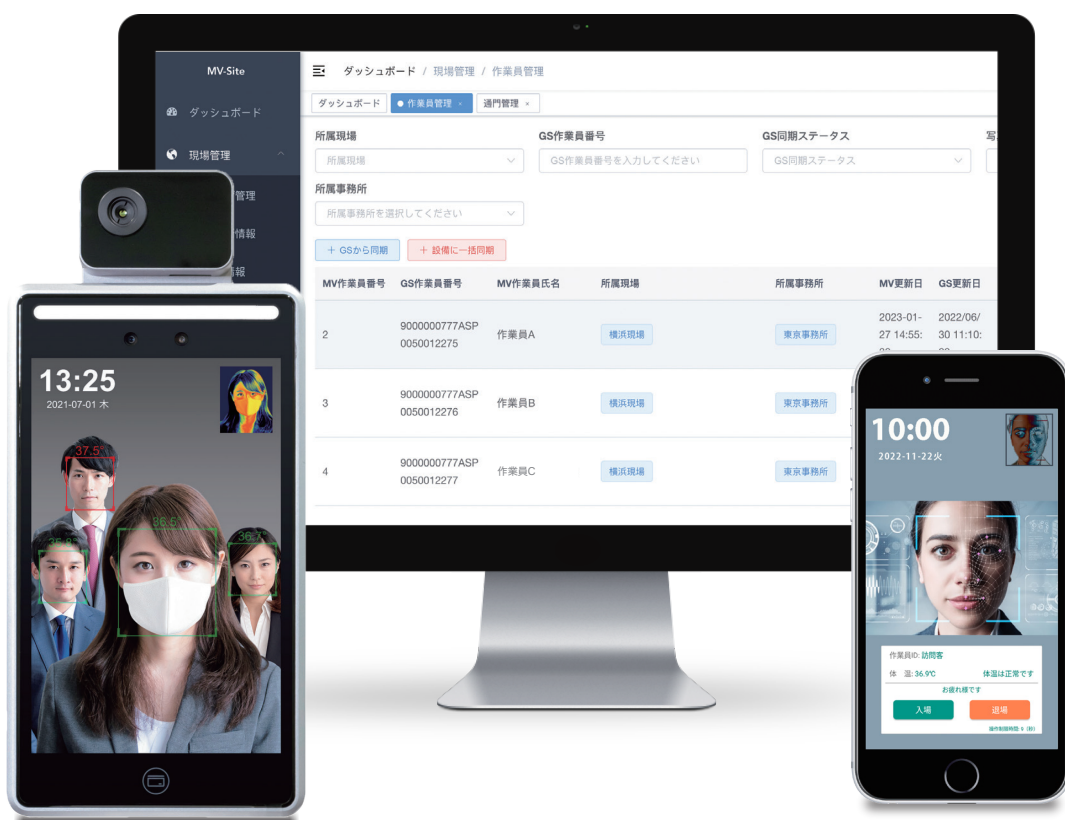 MV-Site
ダッシュボード / 現場管理 / 作業員管理
ダッシュボード
ダッシュボード
作業員管理 ×
通門管理 ×
現場管理
管理
情報
所属現場
GS作業員番号
GS同期ステータス
所属現場
GS作業員番号を入力してください
GS同期ステータス
所属事務所
所属事務所を選択してください
+ GSから同期
+ 設備に一括同期
MV作業員番号 GS作業員番号 MV作業員氏名 所属現場 所属事務所 MV更新日 GS更新日
2 9000000777ASP 作業員A 横浜現場 東京事務所 2023-01- 2022/06/
0050012275 27 14:55: 30 11:10:
3 9000000777ASP 作業員B 横浜現場 東京事務所
0050012276
4 9000000777ASP 作業員C 横浜現場 東京事務所
0050012277
13:25
2021-07-01 木
37.5°
36.5°
36.7°
10:00
2022-11-22火
作業員ID: 訪問客
体 温: 36.9℃ 体温は正常です
お疲れ様です
入場
退場